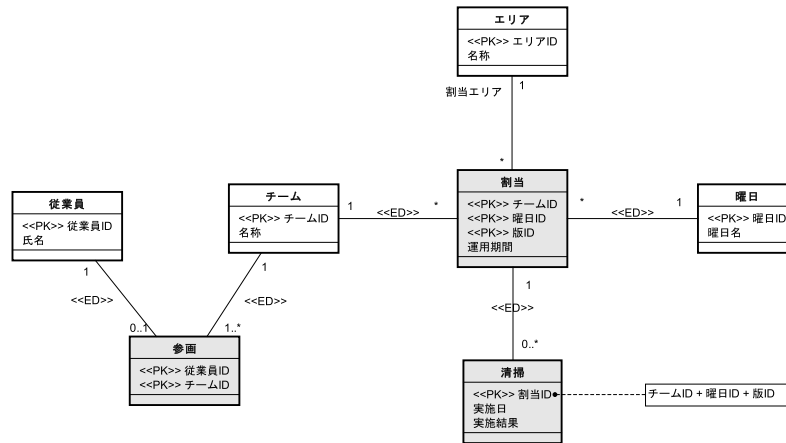 エリア
<<PK>> エリアID
名称
割当エリア
1
*
割当
<<PK>> チームID
<<PK>> 曜日ID
<<PK>> 版ID
運用期間
従業員
<<PK>> 従業員ID
氏名
チーム
<<PK>> チームID
名称
1
<<ED>>
*
*
<<ED>>
1
曜日
<<PK>> 曜日ID
曜日名
1
<<ED>>
0..1
1
<<ED>>
1..*
参画
<<PK>> 従業員ID
<<PK>> チームID
1
<<ED>>
0..*
清掃
<<PK>> 割当ID
実施日
実施結果
チームID + 曜日ID + 版ID